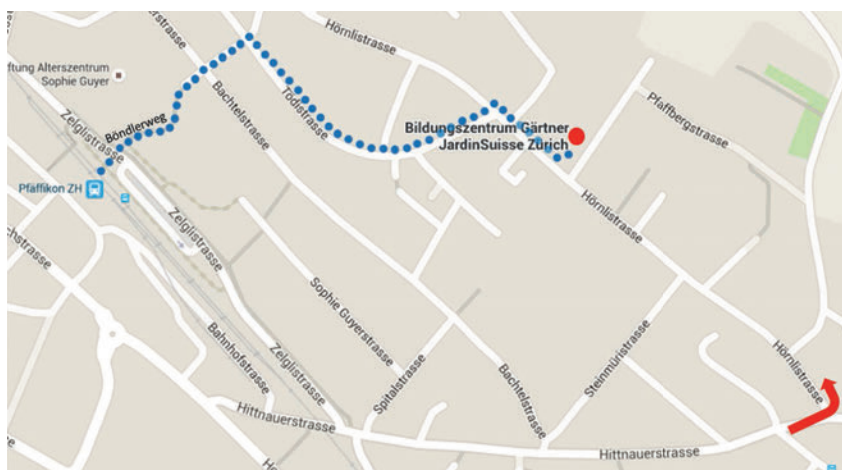 Hörnlistrasse
ftung Alterszentrum
Sophie Guyer
Bachtelstrasse
Tödistrasse
Zelglistrasse
Böndlerweg
Bildungszentrum Gärtner
JardinSuisse Zürich
Pfaffbergstrasse
Pfäffikon ZH
Zelglistrasse
Hörnlistrasse
chstrasse
Sophie Guyerstrasse
Bahnhofstrasse
Zelglistrasse
Steinmüristrasse
Hörnlistrasse
Spitalstrasse
Bachtelstrasse
Hittnauerstrasse
Hittnauerstrasse